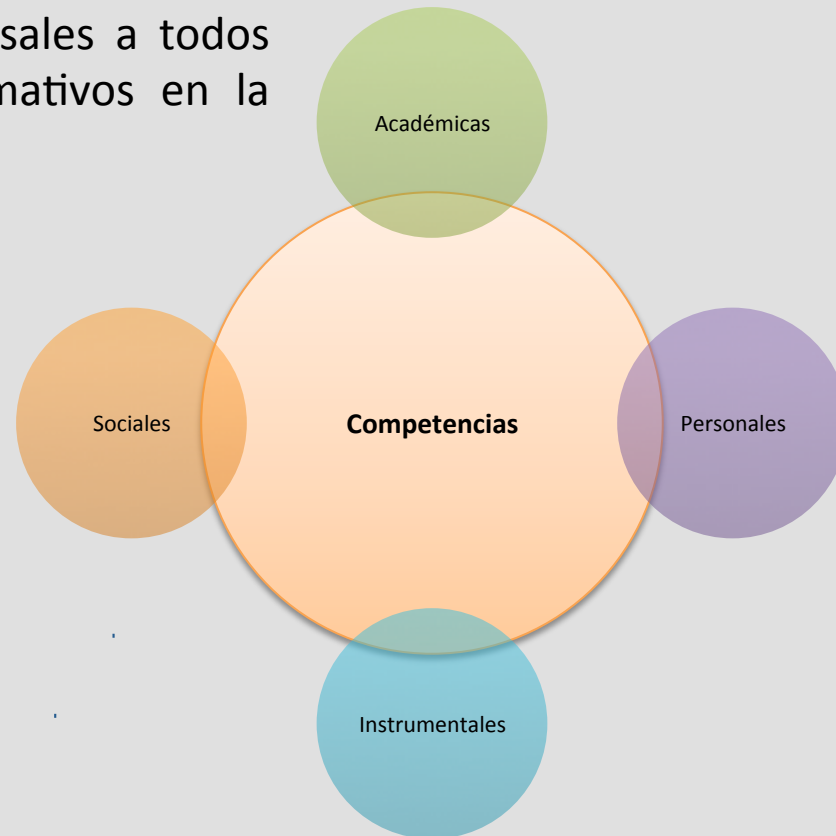 sales a todos
mativos en la
Académicas
Sociales
Competencias
Personales
Instrumentales